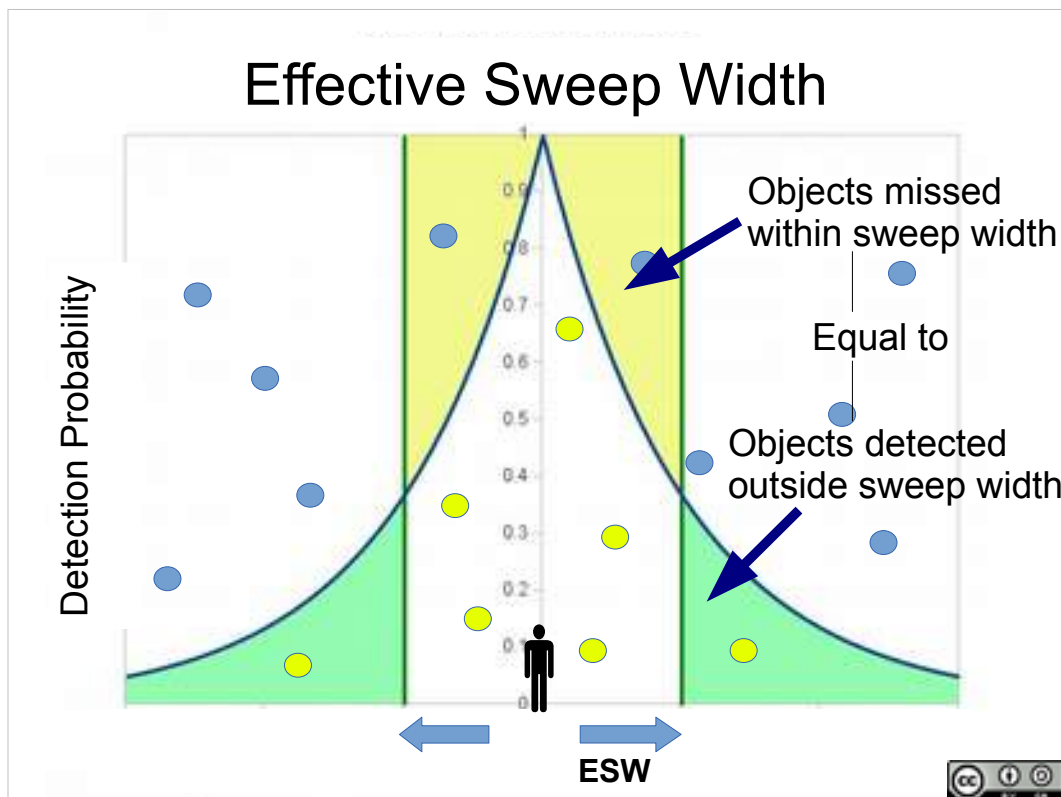 Effective Sweep Width
1
0.9
0.8
0.7
0.6
0.5
0.4
0.3
0.2
0.1
0
Detection Probability
Objects missed
within sweep width
Equal to
Objects detected
outside sweep width
ESW
cc